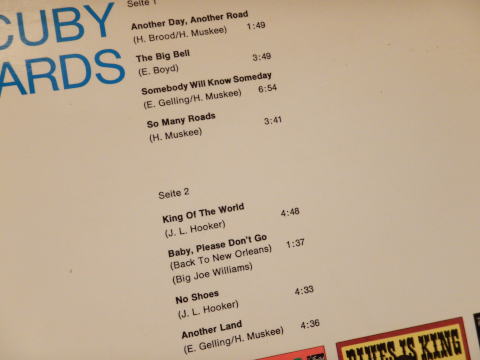 CUBY
ARDS
Seite 1
Another Day, Another Road
(H. Brood/H. Muskee) 1:49
The Big Bell
(E. Boyd) 3:49
Somebody Will Know Someday
(E. Gelling/H. Muskee) 6:54
So Many Roads
(H. Muskee) 3:41
Seite 2
King Of The World
(J. L. Hooker) 4:48
Baby, Please Don't Go
(Back To New Orleans) 1:37
(Big Joe Williams)
No Shoes
(J. L. Hooker) 4:33
Another Land
(E. Gelling/H. Muskee) 4:36
BLUES IS KING